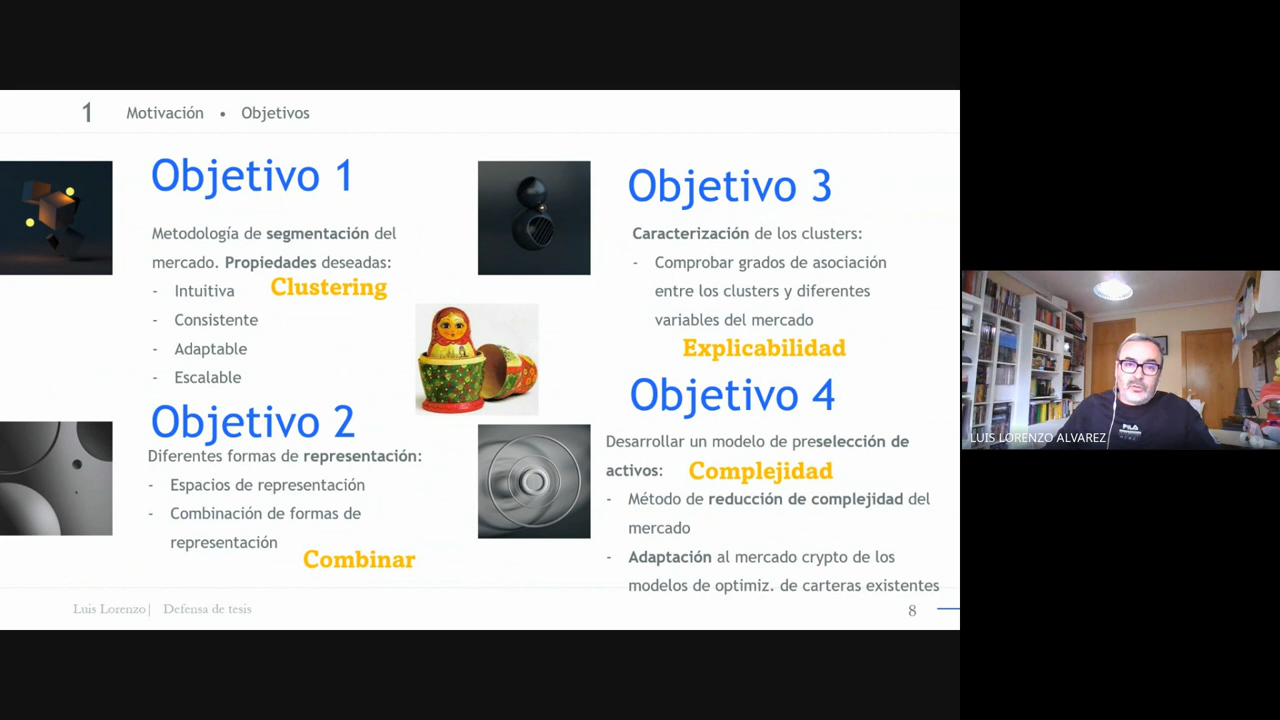 1 Motivación • Objetivos
Objetivo 1
Metodología de segmentación del
mercado. Propiedades deseadas:
- Intuitiva
Clustering
- Consistente
- Adaptable
- Escalable
Objetivo 2
Diferentes formas de representación:
- Espacios de representación
- Combinación de formas de
representación
Combinar
Objetivo 3
Caracterización de los clusters:
- Comprobar grados de asociación
entre los clusters y diferentes
variables del mercado
Explicabilidad
Objetivo 4
Desarrollar un modelo de preselección de
activos:
Complejidad
- Método de reducción de complejidad del
mercado
- Adaptación al mercado crypto de los
modelos de optimiz. de carteras existentes
Luis Lorenzo| Defensa de tesis
8
FILA
LUIS LORENZO ALVAREZ